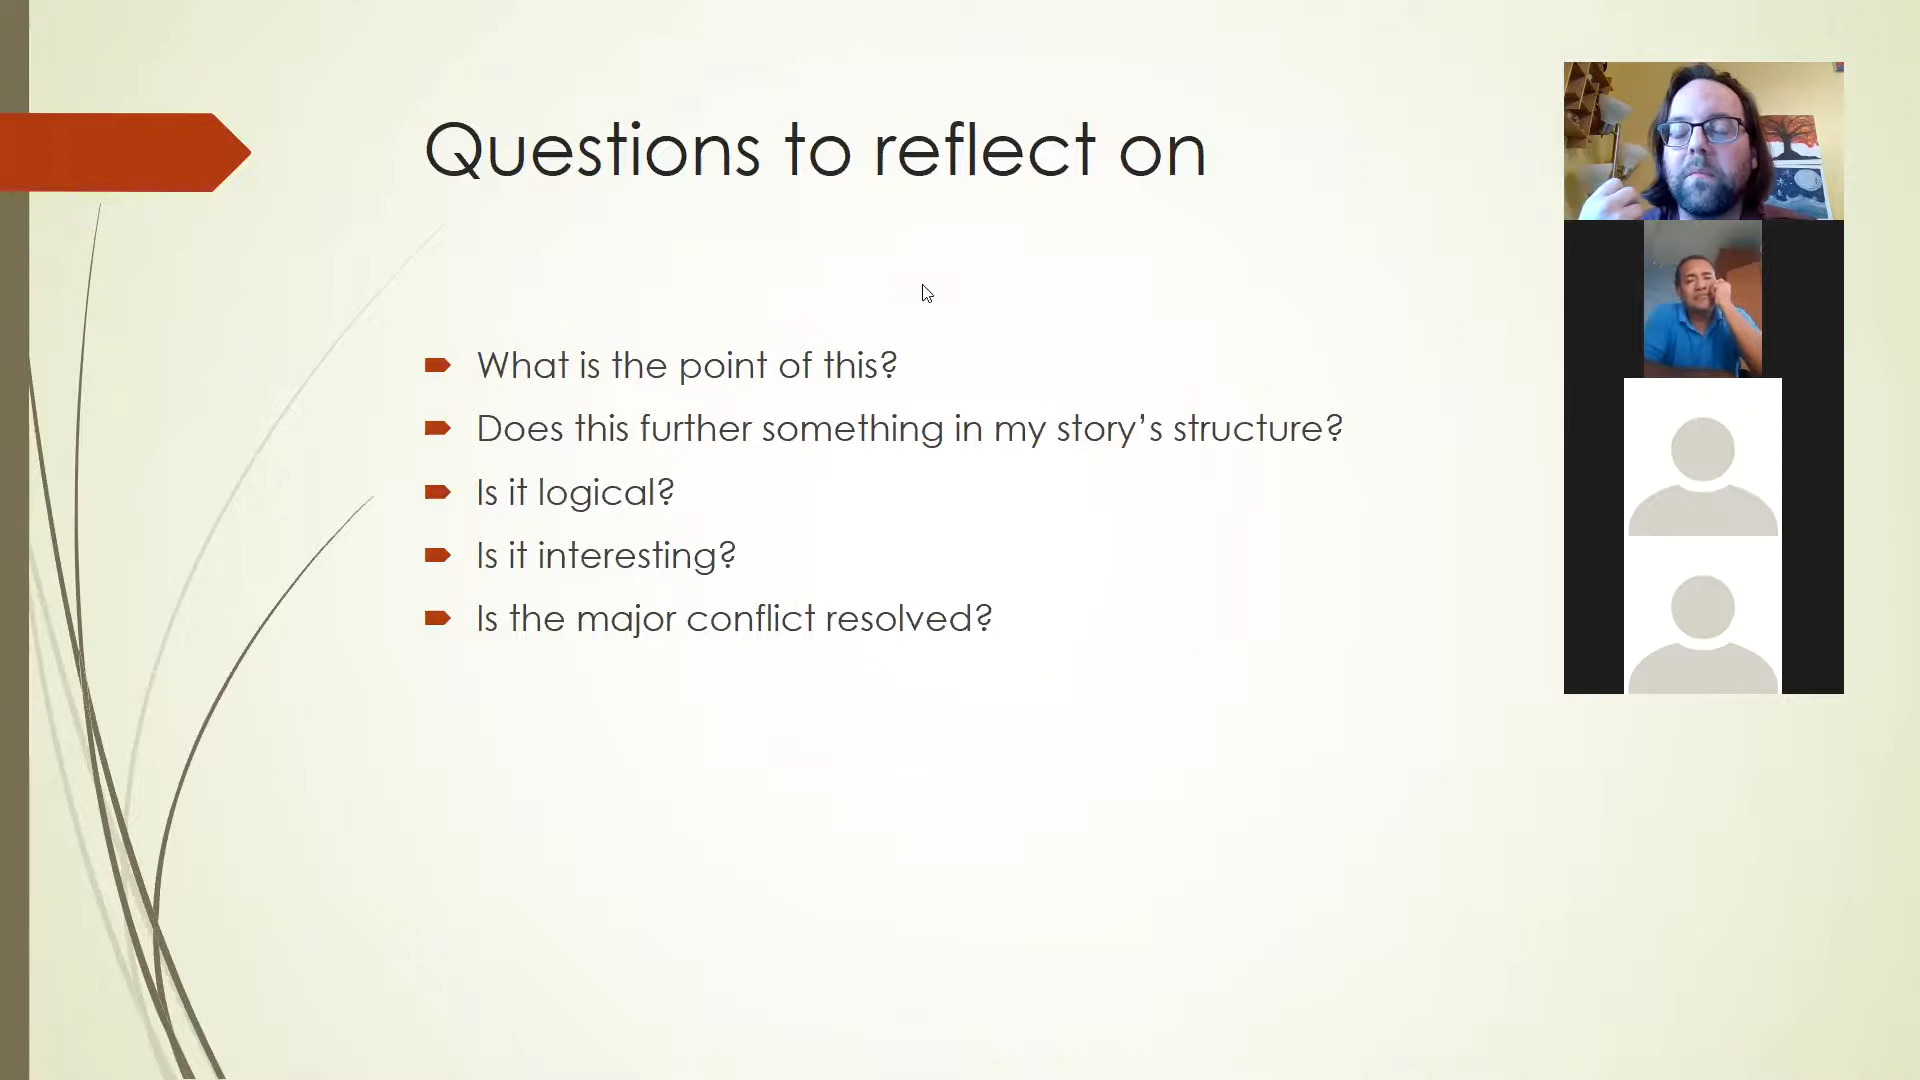 Questions to reflect on
What is the point of this?
Does this further something in my story’s structure?
Is it logical?
Is it interesting?
Is the major conflict resolved?